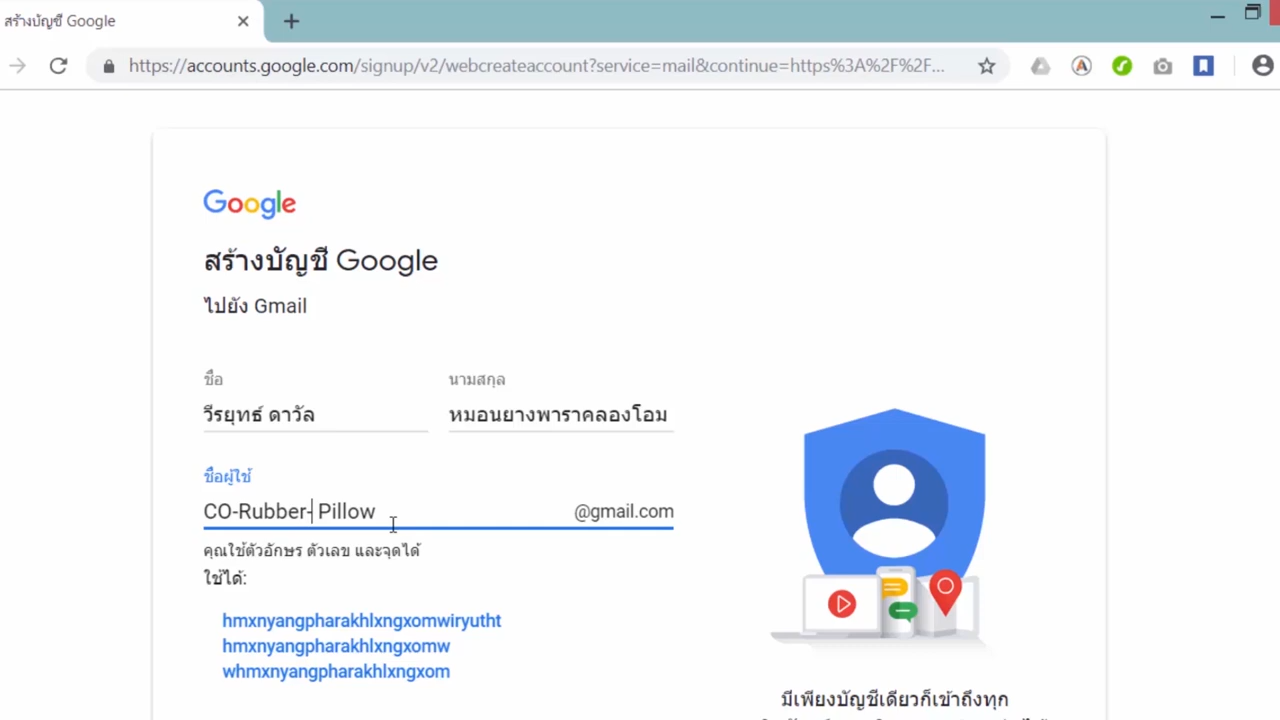 สร้างบัญชี Google
https://accounts.google.com/signup/v2/webcreateaccount?service=mail&continue=https%3A%2F%2F...
Google
สร้างบัญชี Google
ไปยัง Gmail
ชื่อ
นามสกุล
วีรยุทธ์ ดาวัล
หมอนยางพาราคลองโอม
ชื่อผู้ใช้
CO-Rubber- Pillow
@gmail.com
คุณใช้ตัวอักษร ตัวเลข และจุดได้
ใช้ได้:
hmxnyangpharakhlxngxomwiryutht
hmxnyangpharakhlxngxomw
whmxnyangpharakhlxngxom
มีเพียงบัญชีเดียวก็เข้าถึงทุก